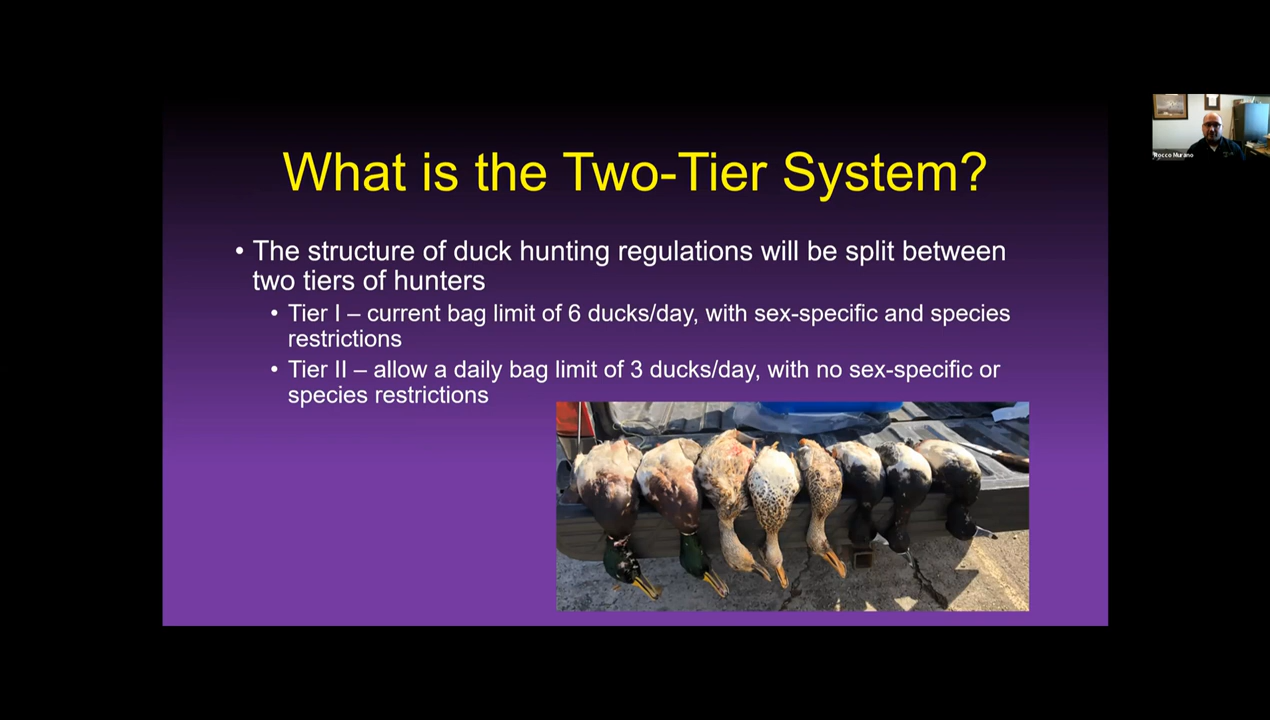 What is the Two-Tier System?
• The structure of duck hunting regulations will be split between
two tiers of hunters
• Tier I – current bag limit of 6 ducks/day, with sex-specific and species
restrictions
• Tier II – allow a daily bag limit of 3 ducks/day, with no sex-specific or
species restrictions
Rocco Murano